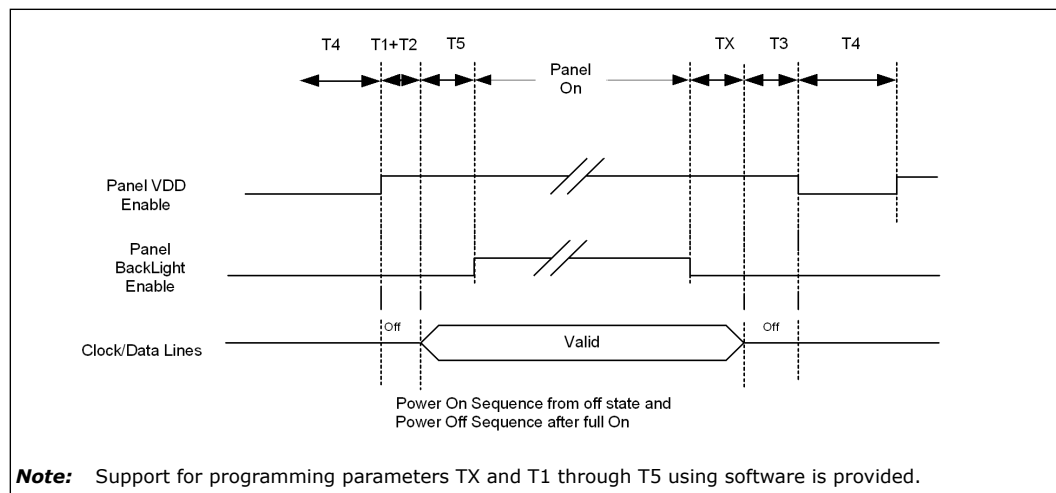 T4 T1+T2 T5 TX T3 T4
Panel
On
Panel VDD
Enable
Panel
BackLight
Enable
Off Off
Clock/Data Lines Valid
Power On Sequence from off state and
Power Off Sequence after full On
Note: Support for programming parameters TX and T1 through T5 using software is provided.